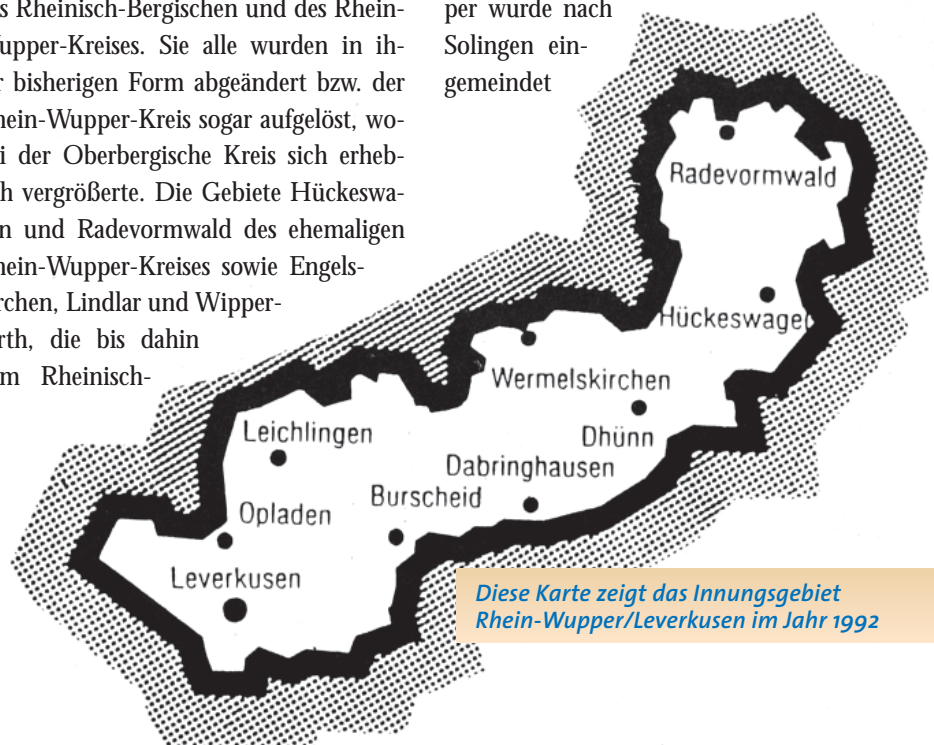 s Rheinisch-Bergischen und des Rhein-
upper-Kreises. Sie alle wurden in ih-
r bisherigen Form abgeändert bzw. der
hein-Wupper-Kreis sogar aufgelöst, wo-
i der Oberbergische Kreis sich erheb-
ch vergrößerte. Die Gebiete Hückeswa-
n und Radevormwald des ehemaligen
hein-Wupper-Kreises sowie Engels-
rchen, Lindlar und Wipper-
rth, die bis dahin
m Rheinisch-
per wurde nach
Solingen ein-
gemeindet
Radevormwald
Hückeswagen
Wermelskirchen
Dhünn
Leichlingen
Dabringhausen
Burscheid
Opladen
Leverkusen
Diese Karte zeigt das Innungsgebiet
Rhein-Wupper/Leverkusen im Jahr 1992